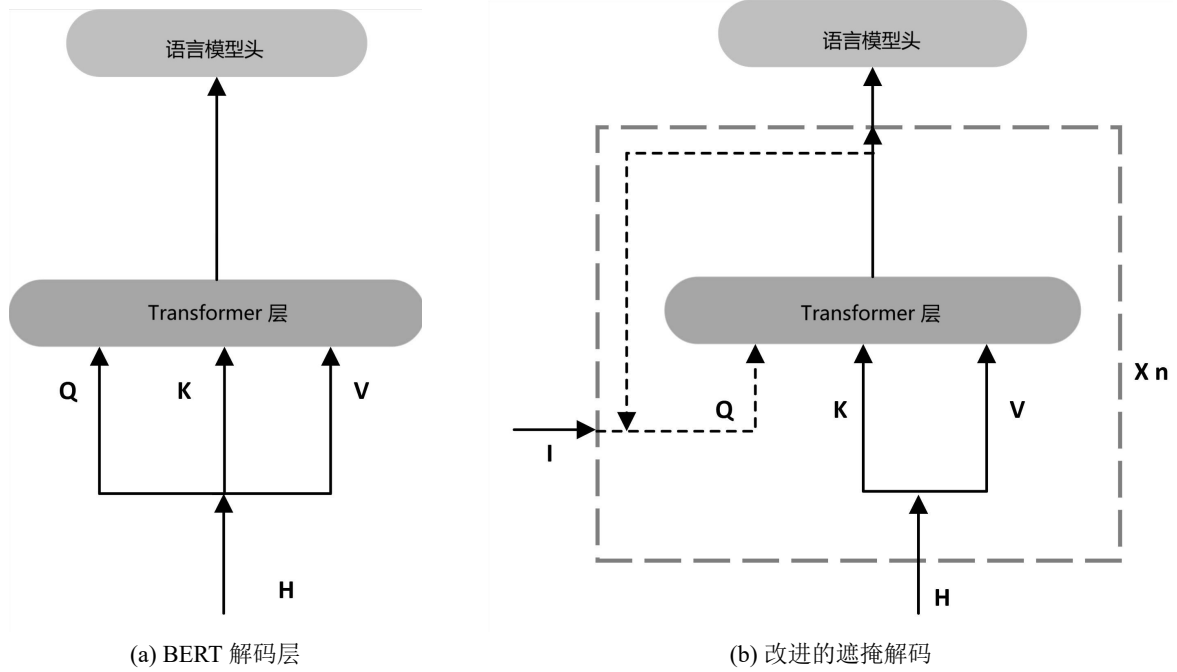 语言模型头
Transformer 层
Q K V
H
(a) BERT 解码层
语言模型头
Transformer 层
X n
Q K V
I
H
(b) 改进的遮掩解码